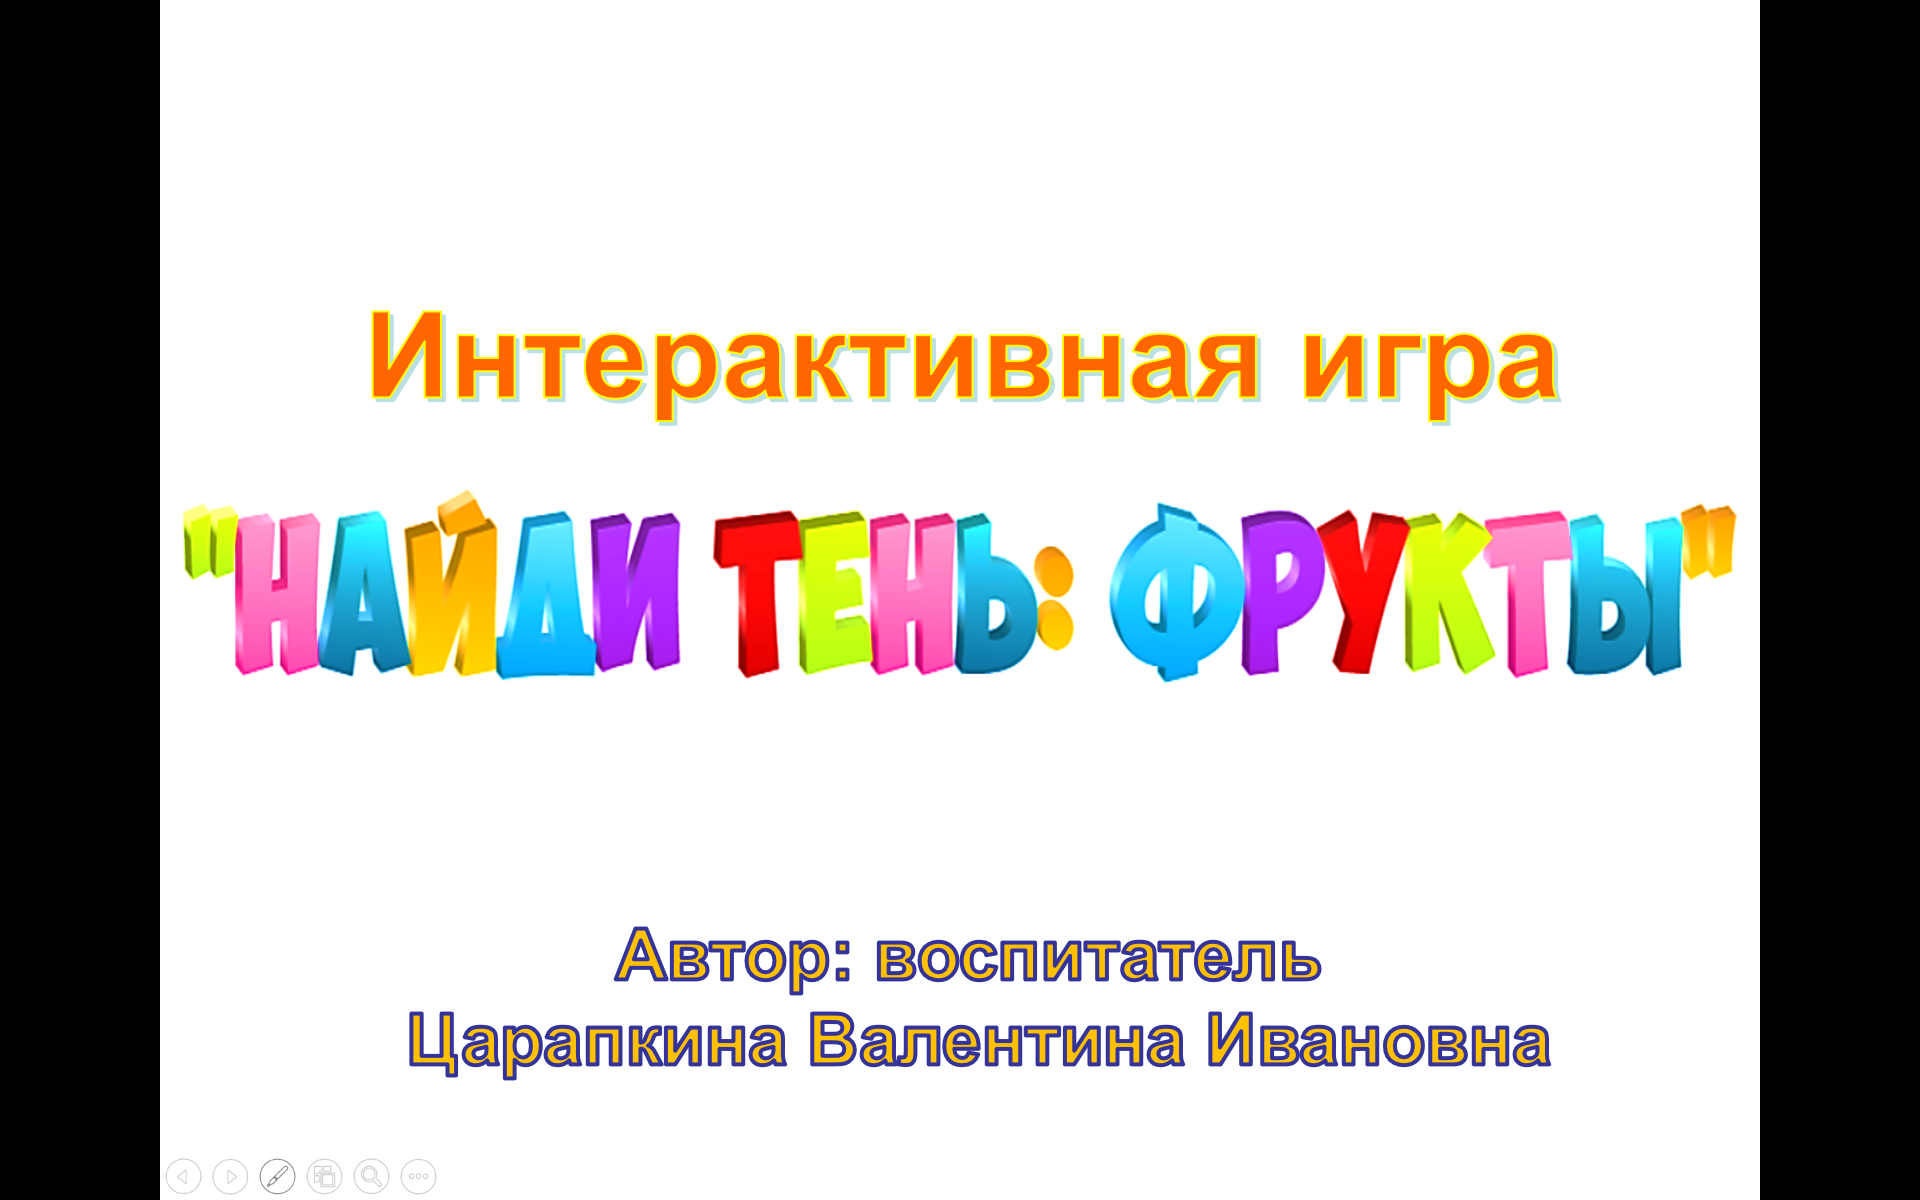 Интерактивная игра
"НАЙДИ ТЕНЬ: ФРУКТЫ"
Автор: воспитатель
Царапкина Валентина Ивановна